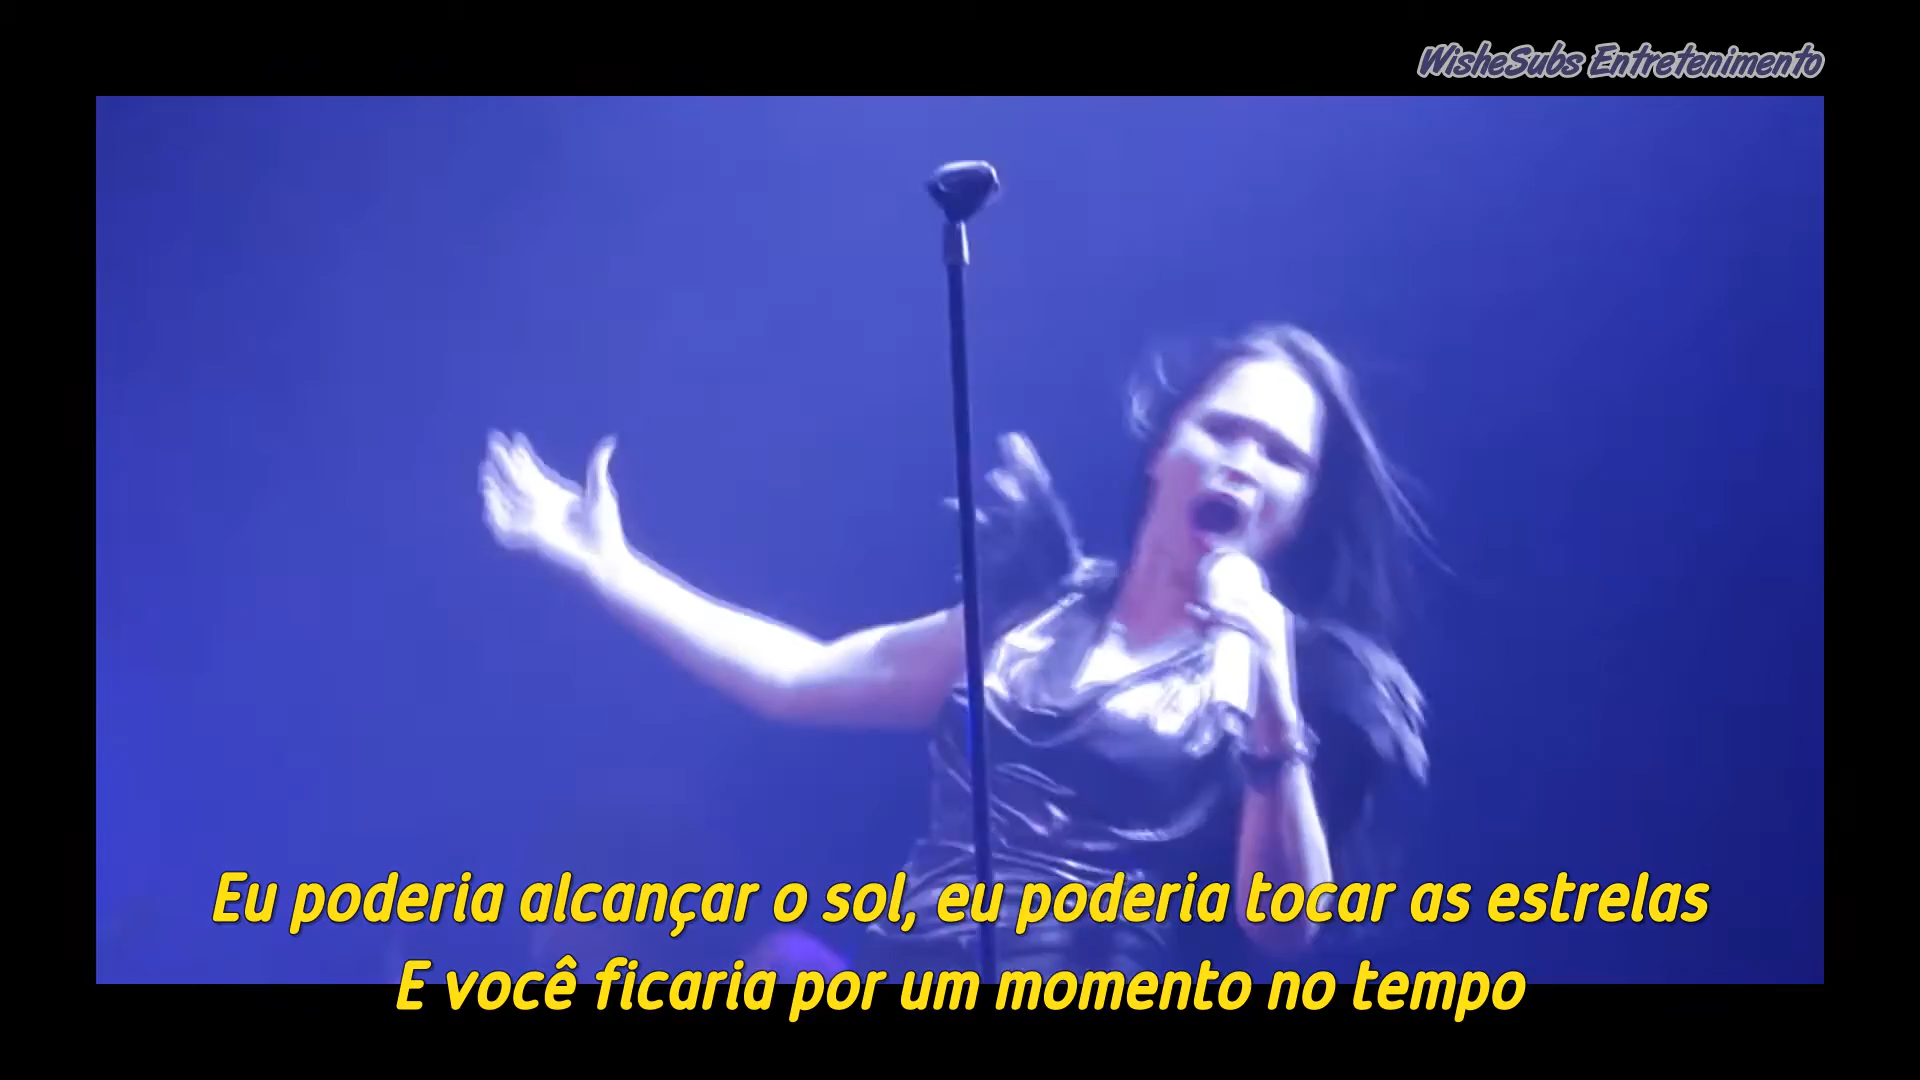 WisheSubs Entretenimento
Eu poderia alcançar o sol, eu poderia tocar as estrelas
E você ficaria por um momento no tempo